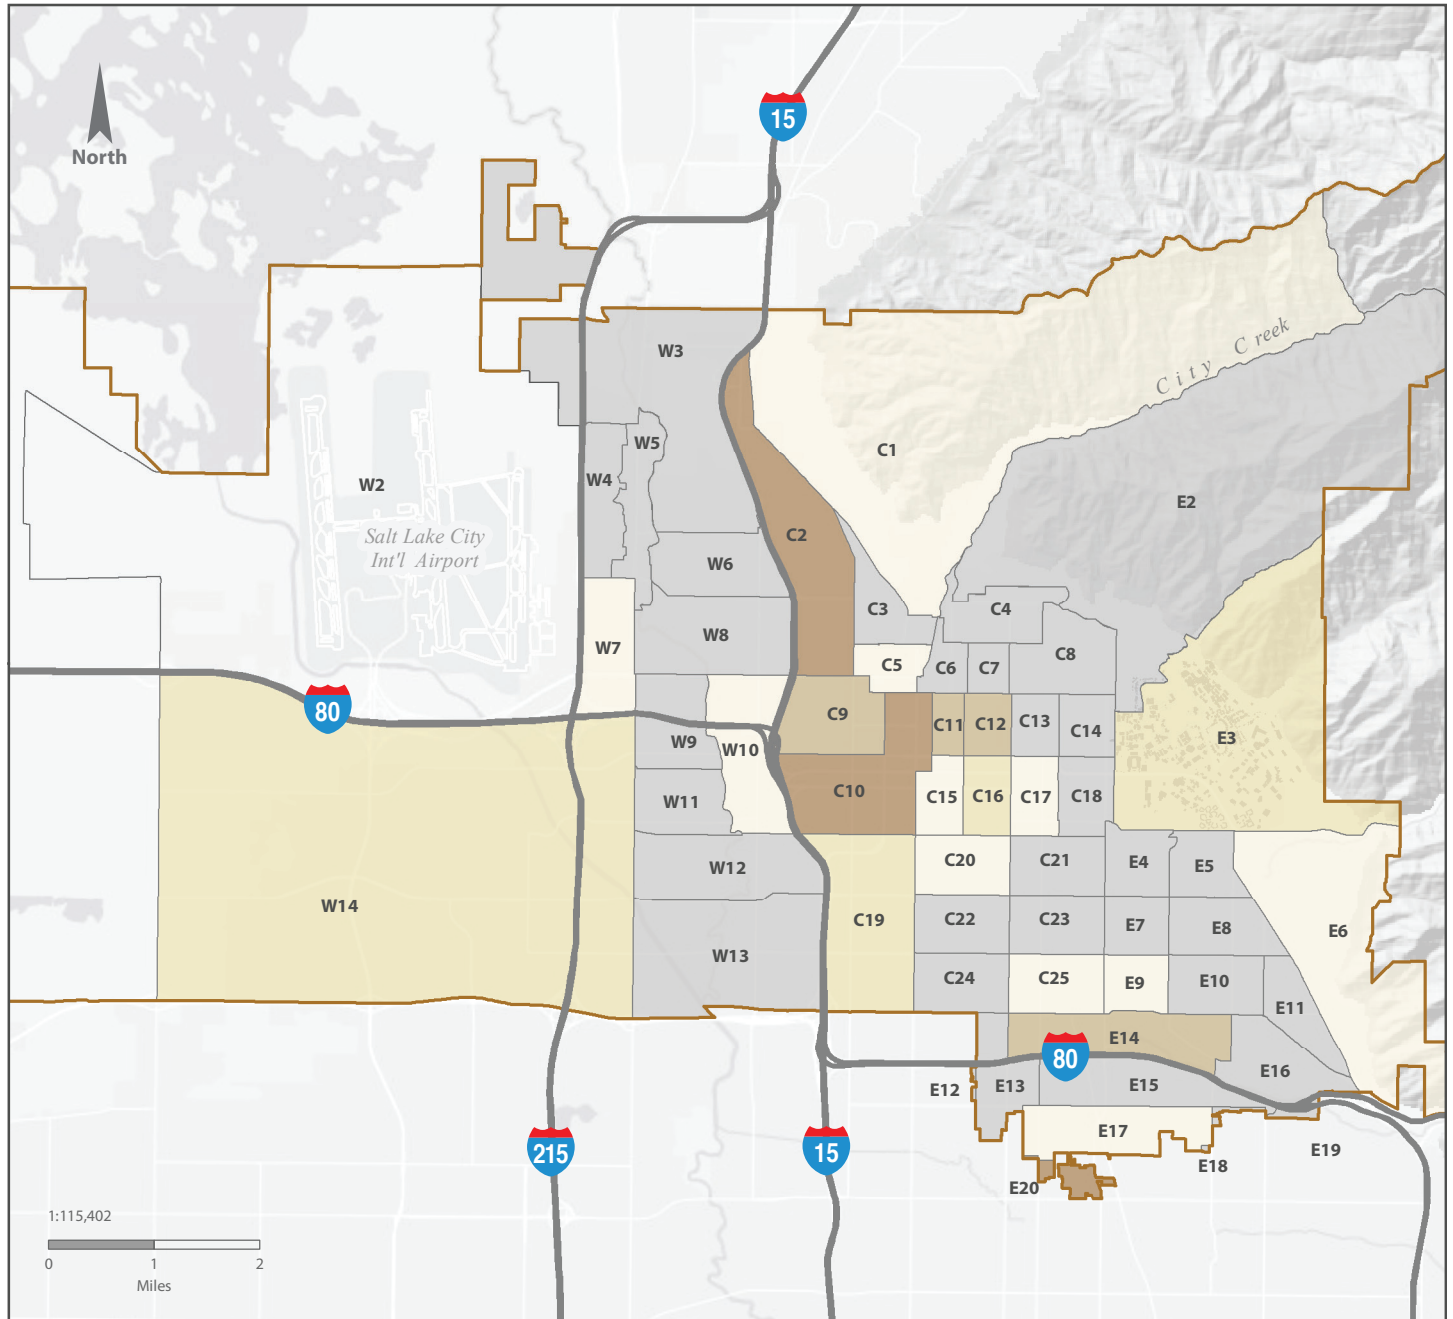 15
North
W3
City Creek
C1
W5
W4
W2
E2
Salt Lake City
Int'l Airport
C2
W6
C3
C4
W8
W7
C5
C6
C7
C8
80
C9
C11
C12
C13
C14
E3
W9
W10
W11
C10
C15
C16
C17
C18
W12
C20
C21
E4
E5
W14
C19
C22
C23
E7
E8
E6
W13
C24
C25
E9
E10
E11
E14
80
E12
E13
E15
E16
215
15
E17
E18
E19
E20
1:115,402
0 1 2
Miles